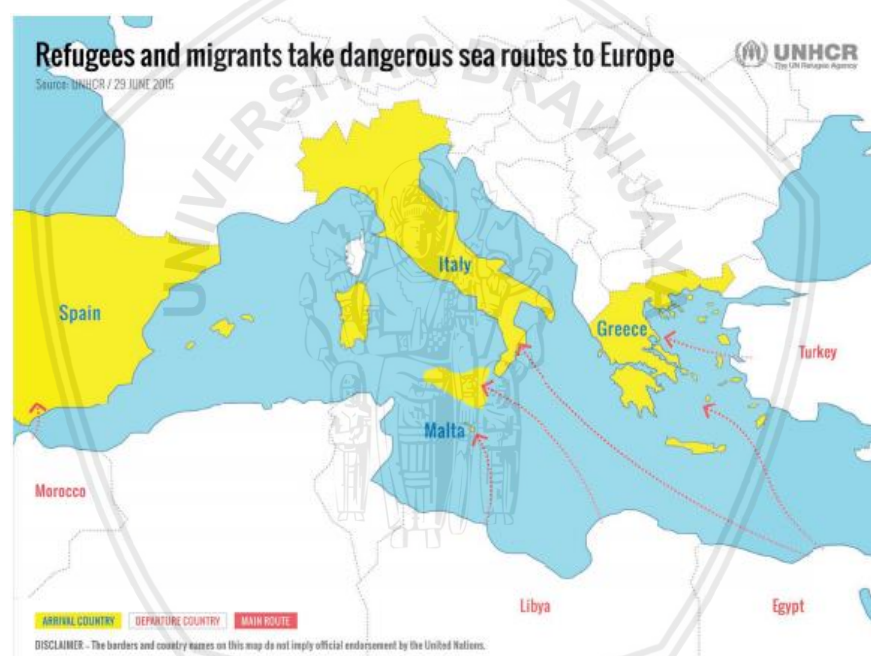 Refugees and migrants take dangerous sea routes to Europe
UNHCR
The UN Refugee Agency
Source: UNHCR / 29 JUNE 2015
UNIVERSITAS BRAWIJAYA
Italy
Spain
Greece
Turkey
Malta
Morocco
Libya
Egypt
ARRIVAL COUNTRY DEPARTURE COUNTRY MAIN ROUTE
DISCLAIMER – The borders and country names on this map do not imply official endorsement by the United Nations.